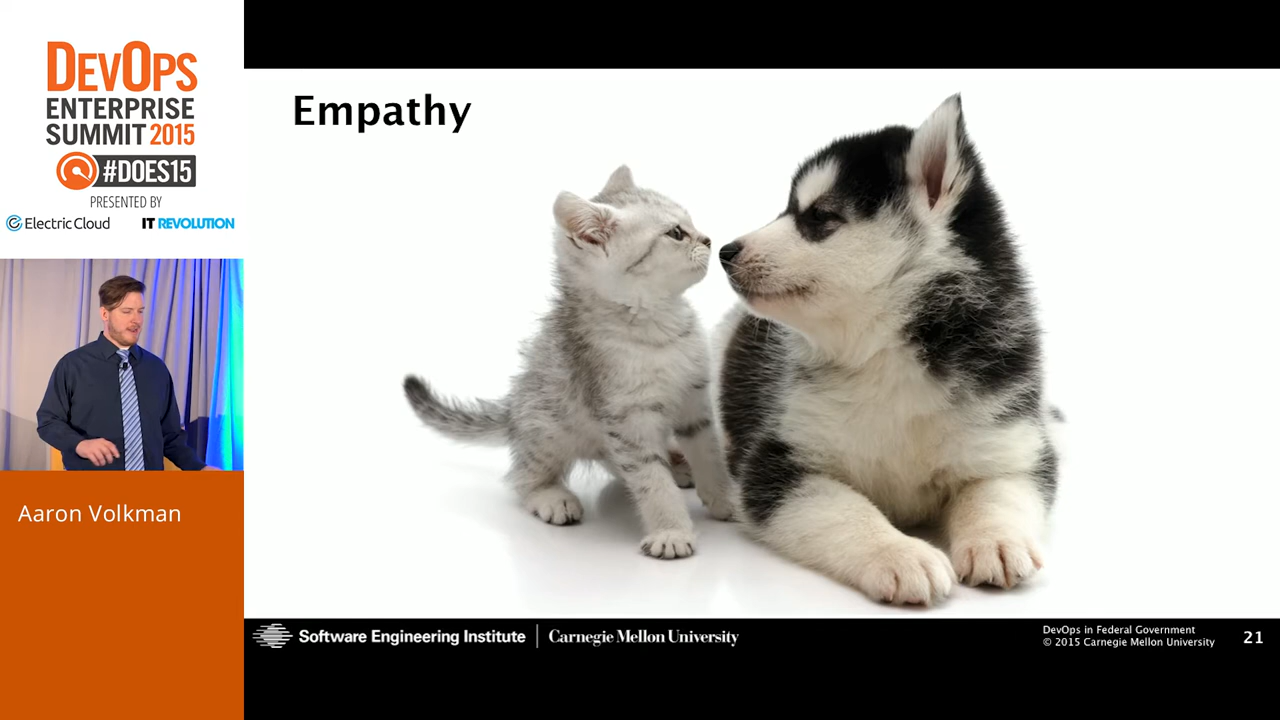 DEVOPS
ENTERPRISE
SUMMIT 2015
#DOES15
PRESENTED BY
Electric Cloud
IT REVOLUTION
Aaron Volkman
Empathy
Software Engineering Institute
Carnegie Mellon University
DevOps in Federal Government
© 2015 Carnegie Mellon University
21